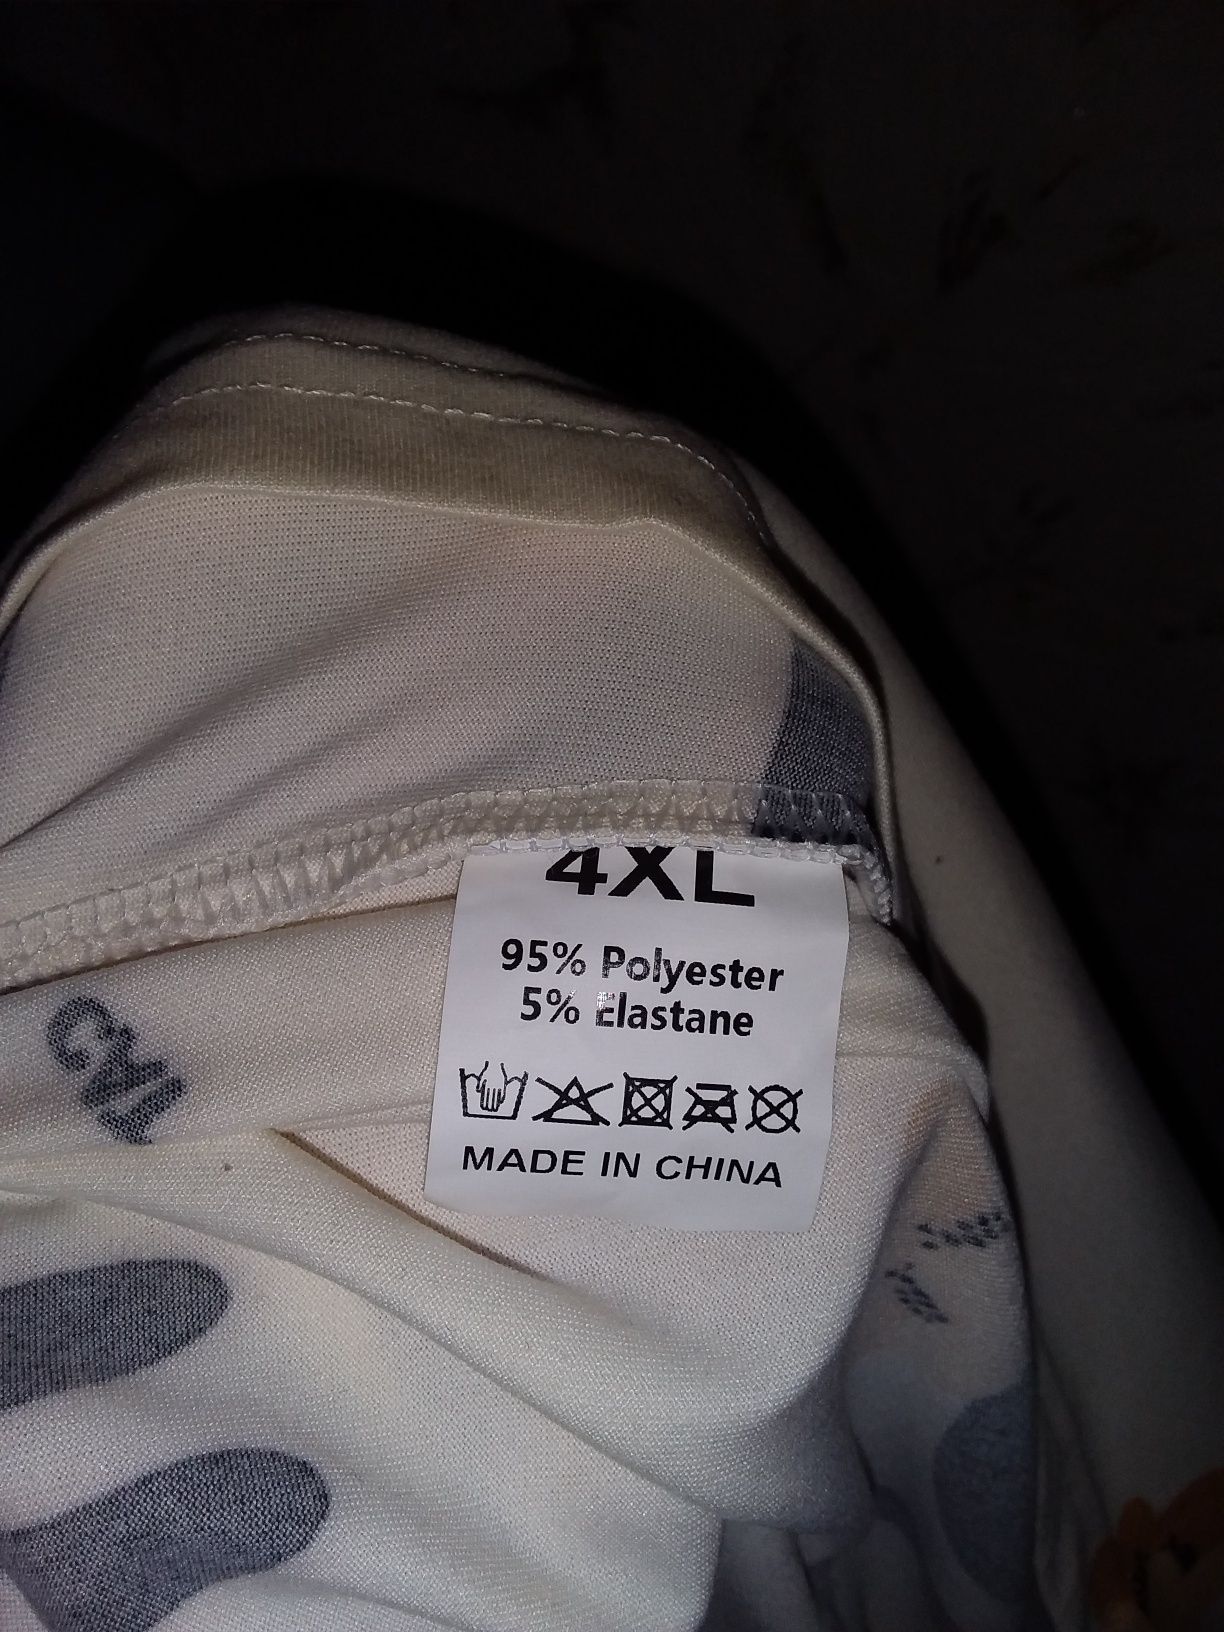 4XL
95% Polyester
5% Elastane
MADE IN CHINA